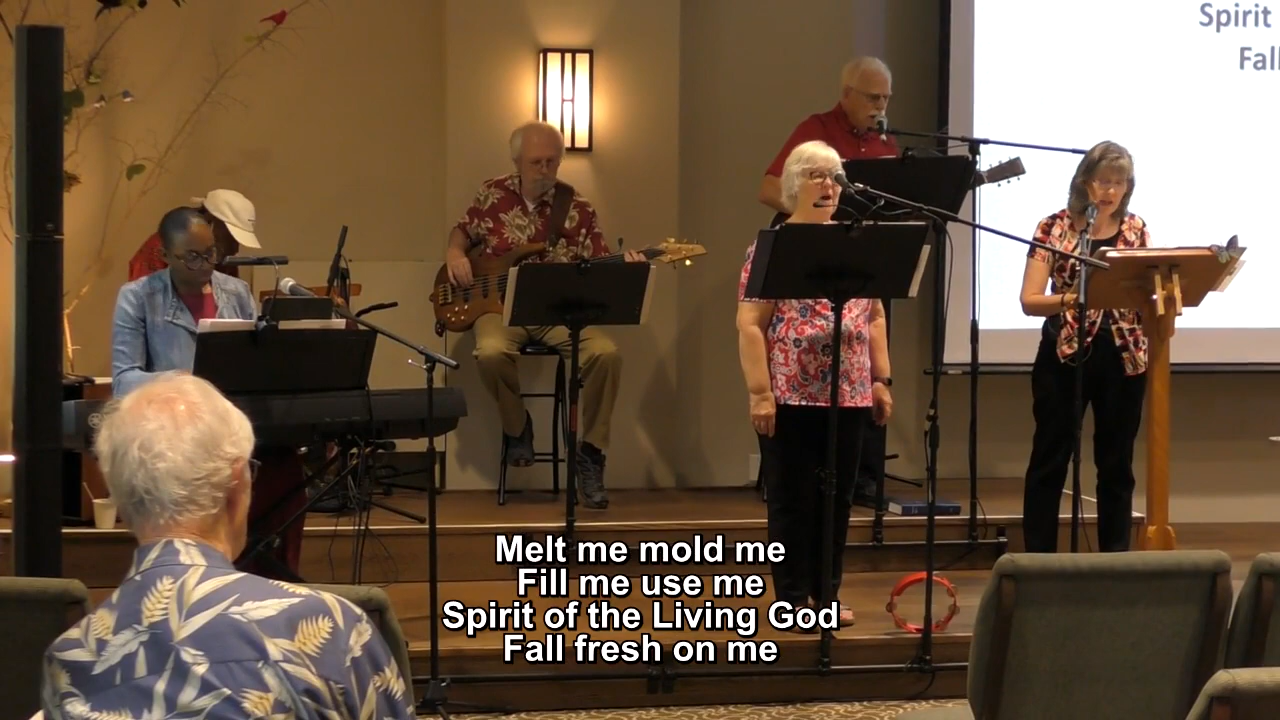 Spirit
Fall
Melt me mold me
Fill me use me
Spirit of the Living God
Fall fresh on me